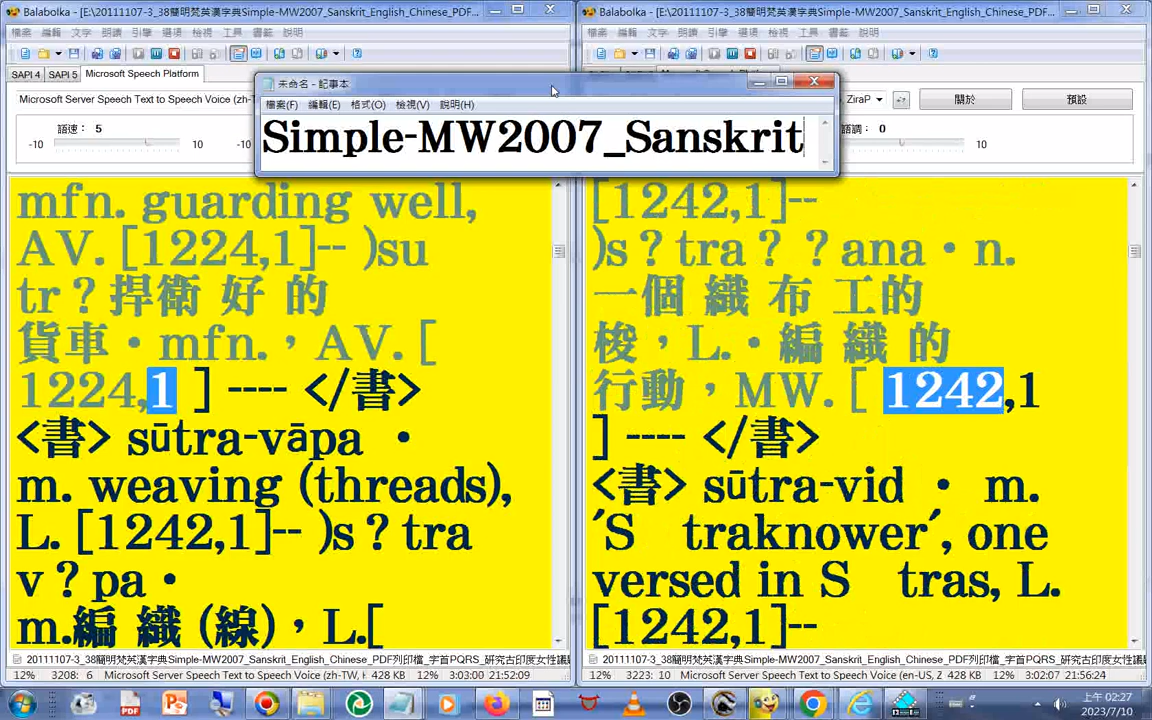 Balabolka - [E:\20111107-3_38簡明梵英漢字典Simple-MW2007_Sanskrit_English_Chinese_PDF...
檔案 編輯 文字 朗讀 引擎 選項 檢視 工具 書籤 說明
SAPI 4 SAPI 5 Microsoft Speech Platform
Microsoft Server Speech Text to Speech Voice (zh-
語速： 5
-10 10 -10
mfn. guarding well,
AV. [1224,1]-- )su
tr？捍衛 好 的
貨車・mfn.，AV. [
1224,1 ] ---- </書>
<書> sūtra-vāpa •
m. weaving (threads),
L. [1242,1]-- )s？tra
v？pa・
m.編 織 (線)，L.[
20111107-3_38簡明梵英漢字典Simple-MW2007_Sanskrit_English_Chinese_PDF列印檔_字首PQRS_研究古印度女性議
12% 3208: 6 Microsoft Server Speech Text to Speech Voice (zh-TW, H 428 KB 12% 3:03:00 21:52:09
未命名 - 記事本
檔案(F) 編輯(E) 格式(O) 檢視(V) 說明(H)
Simple-MW2007_Sanskrit
Balabolka - [E:\20111107-3_38簡明梵英漢字典Simple-MW2007_Sanskrit_English_Chinese_PDF...
檔案 編輯 文字 朗讀 引擎 選項 檢視 工具 書籤 說明
ZiraP 關於 預設
語調： 0
10
[1242,1]--
)s？tra？？ana・n.
一個 織 布 工的
梭，L.・編 織 的
行動，MW. [ 1242,1
] ---- </書>
<書> sūtra-vid • m.
'S traknower', one
versed in S tras, L.
[1242,1]--
20111107-3_38簡明梵英漢字典Simple-MW2007_Sanskrit_English_Chinese_PDF列印檔_字首PQRS_研究古印度女性議
12% 3223: 10 Microsoft Server Speech Text to Speech Voice (en-US, Z 428 KB 12% 3:02:07 21:56:24
上午 02:27
2023/7/10